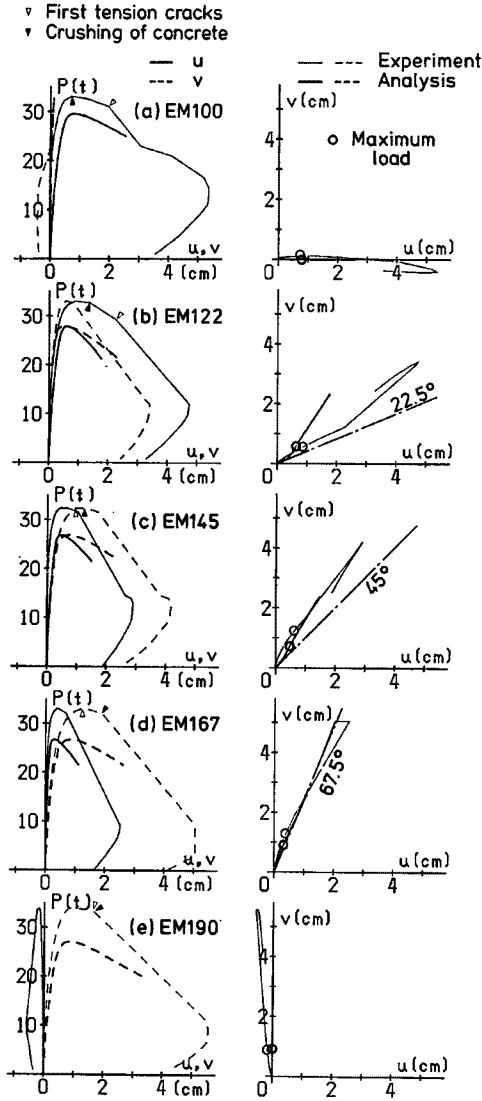 ▽ First tension cracks
▼ Crushing of concrete
u
v
Experiment
Analysis
P(t)
(a) EM100
30
20
10
0
2
4 (cm)
u, v
v(cm)
Maximum
load
4
2
0
2
4
u(cm)
P(t)
(b) EM122
30
20
10
0
2
4 (cm)
u, v
v(cm)
4
2
0
2
4
u(cm)
22.5°
P(t)
(c) EM145
30
20
10
0
2
4 (cm)
u, v
v(cm)
4
2
0
2
4
u(cm)
45°
P(t)
(d) EM167
30
20
10
0
2
4 (cm)
u, v
v(cm)
4
2
0
2
4
u(cm)
67.5°
P(t)
(e) EM190
30
20
10
0
2
4 (cm)
u, v
v(cm)
4
2
0
2
4
u(cm)